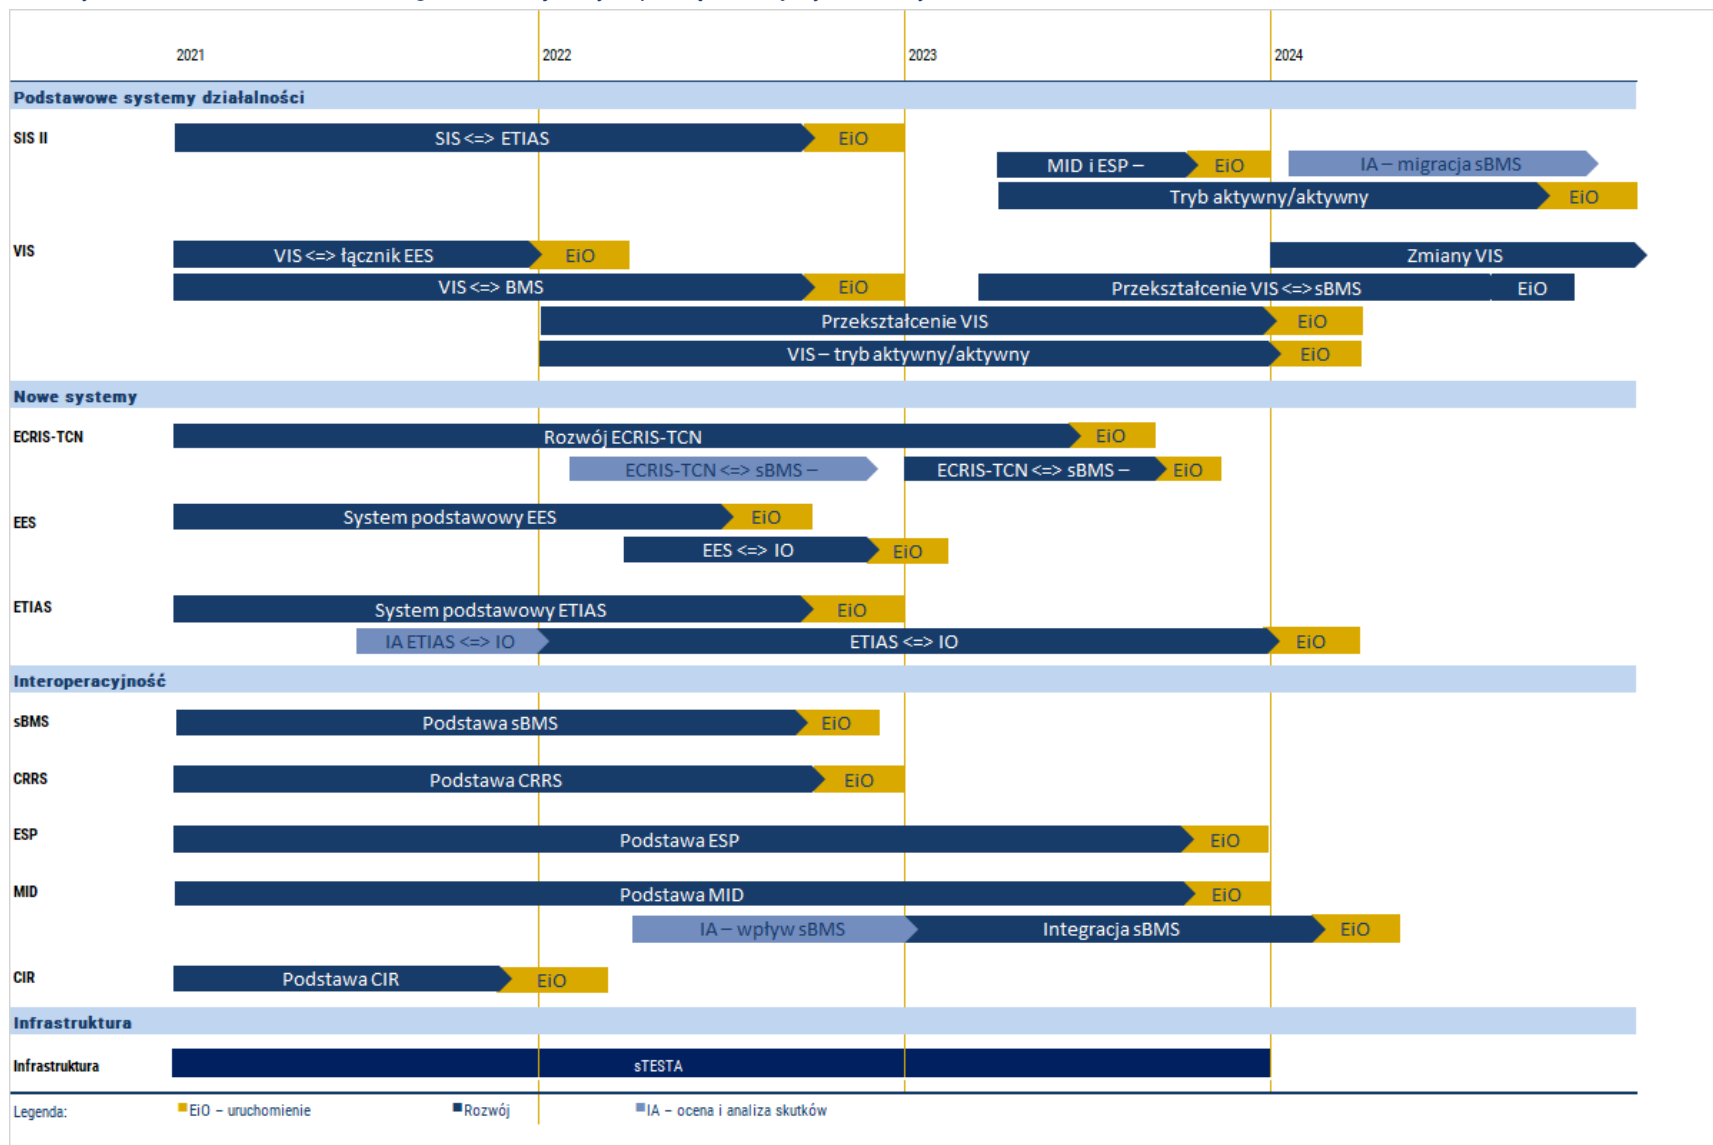 2021 2022 2023 2024
Podstawowe systemy działalności
SIS II
SIS <=> ETIAS EiO
MID i ESP – EiO IA – migracja sBMS
Tryb aktywny/aktywny EiO
VIS
VIS <=> łącznik EES EiO Zmiany VIS
VIS <=> BMS EiO Przekształcenie VIS <=> sBMS EiO
Przekształcenie VIS EiO
VIS – tryb aktywny/aktywny EiO
Nowe systemy
ECRIS-TCN
Rozwój ECRIS-TCN EiO
ECRIS-TCN <=> sBMS – ECRIS-TCN <=> sBMS – EiO
EES
System podstawowy EES EiO
EES <=> IO EiO
ETIAS
System podstawowy ETIAS EiO
IA ETIAS <=> IO ETIAS <=> IO EiO
Interoperacyjność
sBMS Podstawa sBMS EiO
CRRS Podstawa CRRS EiO
ESP Podstawa ESP EiO
MID Podstawa MID EiO
IA – wpływ sBMS Integracja sBMS EiO
CIR Podstawa CIR EiO
Infrastruktura
Infrastruktura sTESTA
Legenda: EiO – uruchomienie Rozwój IA – ocena i analiza skutków